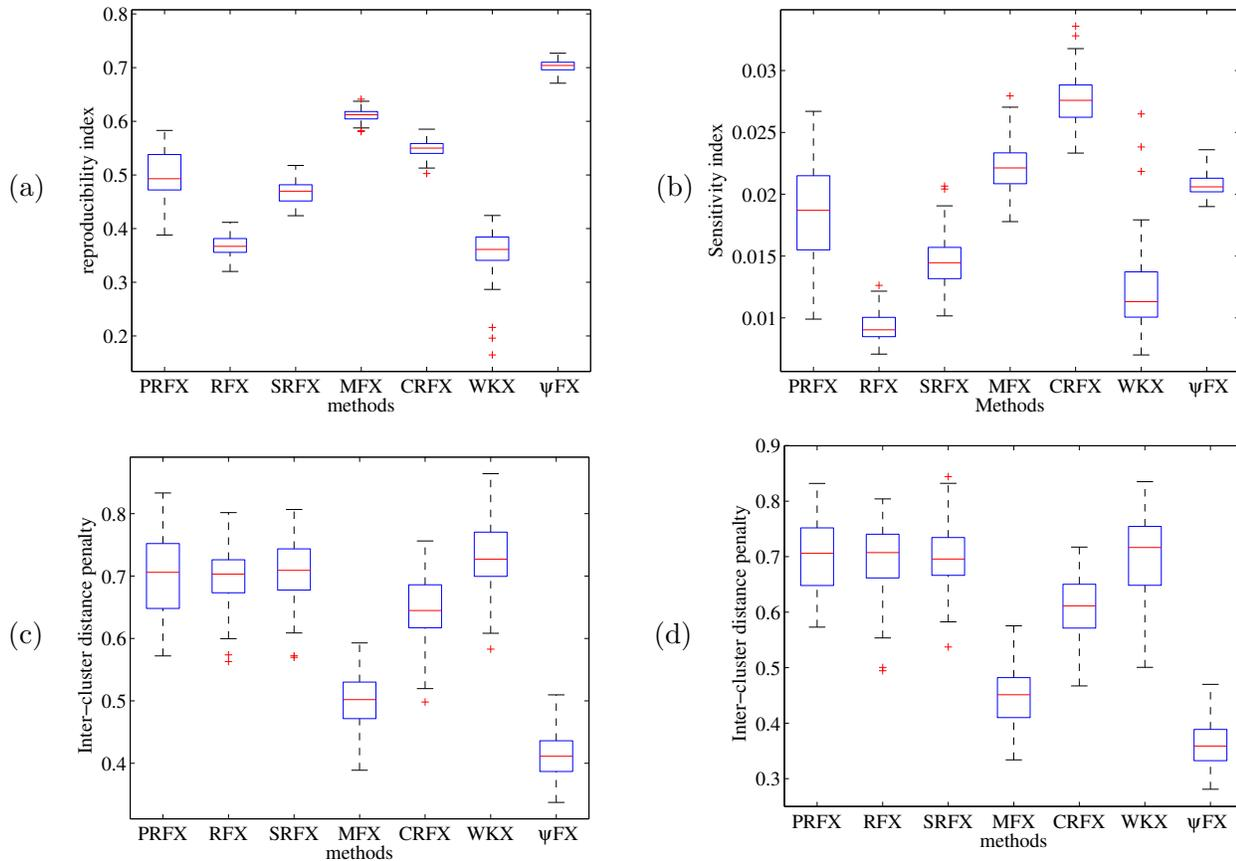 (a)
reproducibility index
0.8
0.7
0.6
0.5
0.4
0.3
0.2
PRFX RFX SRFX MFX CRFX WKX ψFX
methods
(b)
Sensitivity index
0.03
0.025
0.02
0.015
0.01
PRFX RFX SRFX MFX CRFX WKX ψFX
Methods
(c)
Inter−cluster distance penalty
0.8
0.7
0.6
0.5
0.4
PRFX RFX SRFX MFX CRFX WKX ψFX
methods
(d)
Inter−cluster distance penalty
0.9
0.8
0.7
0.6
0.5
0.4
0.3
PRFX RFX SRFX MFX CRFX WKX ψFX
methods